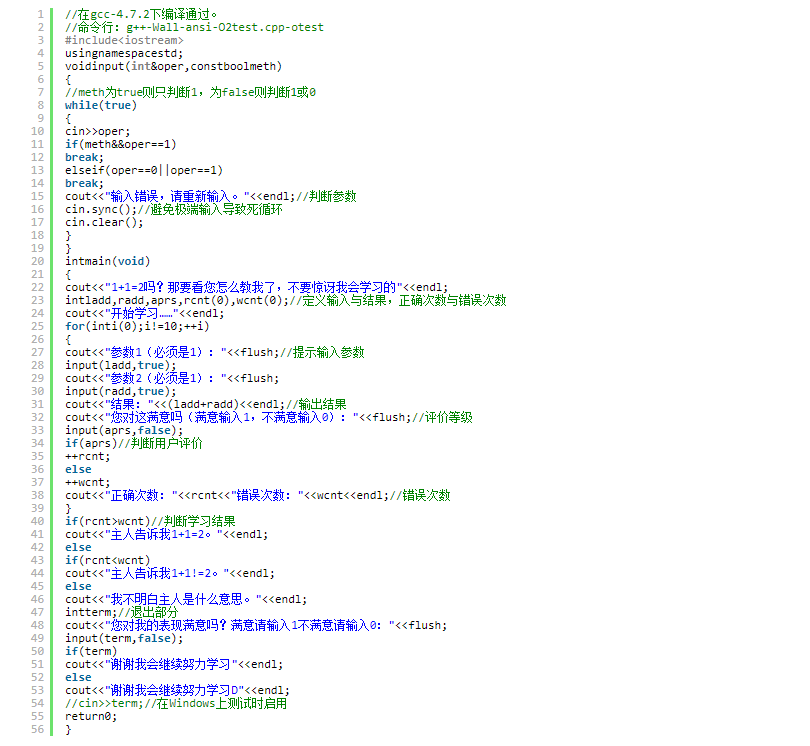 1 //在gcc-4.7.2下编译通过。
2 //命令行：g++-Wall-ansi-O2test.cpp-otest
3 #include<iostream>
4 usingnamespacestd;
5 voidinput(int&oper,constboolmeth)
6 {
7 //meth为true则只判断1，为false则判断1或0
8 while(true)
9 {
10 cin>>oper;
11 if(meth&&oper==1)
12 break;
13 elseif(oper==0||oper==1)
14 break;
15 cout<<"输入错误，请重新输入。"<<endl;//判断参数
16 cin.sync();//避免极端输入导致死循环
17 cin.clear();
18 }
19 }
20 intmain(void)
21 {
22 cout<<"1+1=2吗？那要看您怎么教我了，不要惊讶我会学习的"<<endl;
23 intladd,radd,aprs,rcnt(0),wcnt(0);//定义输入与结果，正确次数与错误次数
24 cout<<"开始学习……"<<endl;
25 for(inti(0);i!=10;++i)
26 {
27 cout<<"参数1（必须是1）："<<flush;//提示输入参数
28 input(ladd,true);
29 cout<<"参数2（必须是1）："<<flush;
30 input(radd,true);
31 cout<<"结果："<<(ladd+radd)<<endl;//输出结果
32 cout<<"您对这满意吗（满意输入1，不满意输入0）："<<flush;//评价等级
33 input(aprs,false);
34 if(aprs)//判断用户评价
35 ++rcnt;
36 else
37 ++wcnt;
38 cout<<"正确次数："<<rcnt<<"错误次数："<<wcnt<<endl;//错误次数
39 }
40 if(rcnt>wcnt)//判断学习结果
41 cout<<"主人告诉我1+1=2。"<<endl;
42 else
43 if(rcnt<wcnt)
44 cout<<"主人告诉我1+1!=2。"<<endl;
45 else
46 cout<<"我不明白主人是什么意思。"<<endl;
47 intterm;//退出部分
48 cout<<"您对我的表现满意吗？满意请输入1不满意请输入0："<<flush;
49 input(term,false);
50 if(term)
51 cout<<"谢谢我会继续努力学习"<<endl;
52 else
53 cout<<"谢谢我会继续努力学习D"<<endl;
54 //cin>>term;//在Windows上测试时启用
55 return0;
56 }